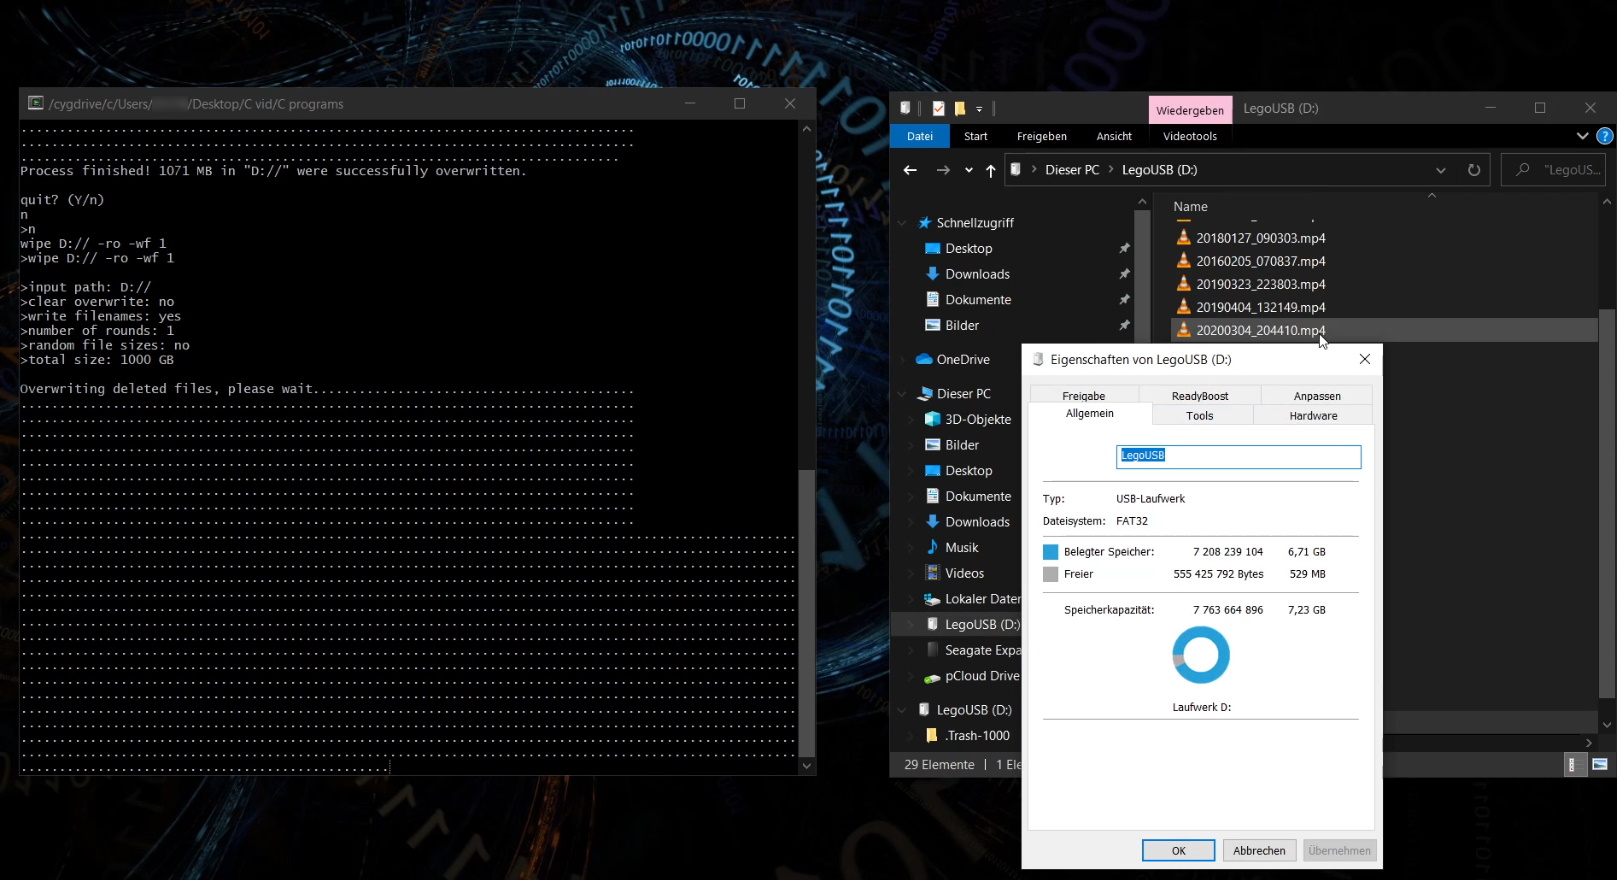 /cygdrive/c/Users/ /Desktop/C vid/C programs
Process finished! 1071 MB in "D://" were successfully overwritten.
quit? (Y/n)
n
>n
wipe D:// -ro -wf 1
>wipe D:// -ro -wf 1
>input path: D://
>clear overwrite: no
>write filenames: yes
>number of rounds: 1
>random file sizes: no
>total size: 1000 GB
Overwriting deleted files, please wait.
Wiedergeben
LegoUSB (D:)
Datei
Start
Freigeben
Ansicht
Videotools
Dieser PC > LegoUSB (D:)
"LegoUS...
Schnellzugriff
Desktop
Downloads
Dokumente
Bilder
OneDrive
Dieser PC
3D-Objekte
Bilder
Desktop
Dokumente
Downloads
Musik
Videos
Lokaler Daten
LegoUSB (D:)
Seagate Expa
pCloud Drive
LegoUSB (D:)
.Trash-1000
29 Elemente
1 Ele
Name
20180127_090303.mp4
20160205_070837.mp4
20190323_223803.mp4
20190404_132149.mp4
20200304_204410.mp4
Eigenschaften von LegoUSB (D:)
Freigabe
ReadyBoost
Anpassen
Allgemein
Tools
Hardware
LegoUSB
Typ: USB-Laufwerk
Dateisystem: FAT32
Belegter Speicher: 7 208 239 104 6,71 GB
Freier 555 425 792 Bytes 529 MB
Speicherkapazität: 7 763 664 896 7,23 GB
Laufwerk D:
OK
Abbrechen
Übernehmen